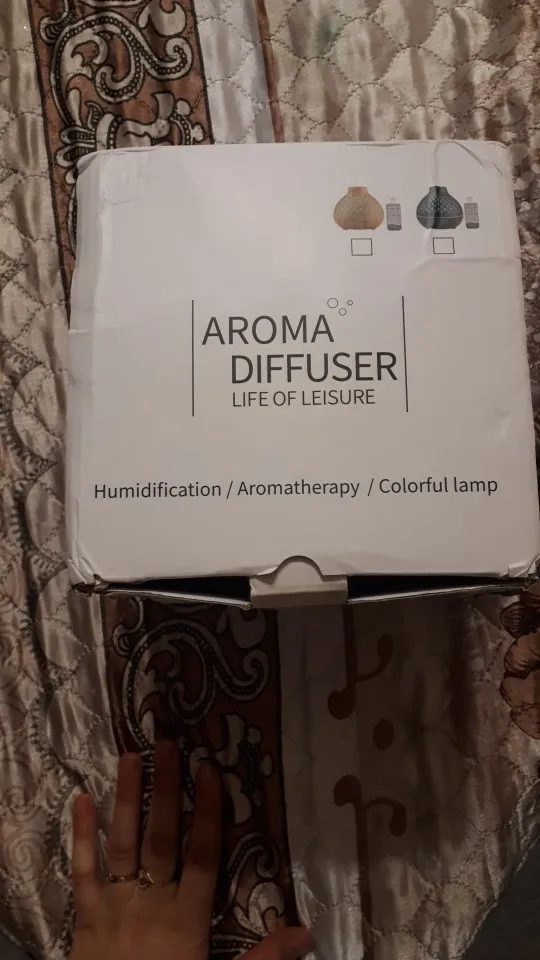 AROMA
DIFFUSER
LIFE OF LEISURE
Humidification / Aromatherapy / Colorful lamp